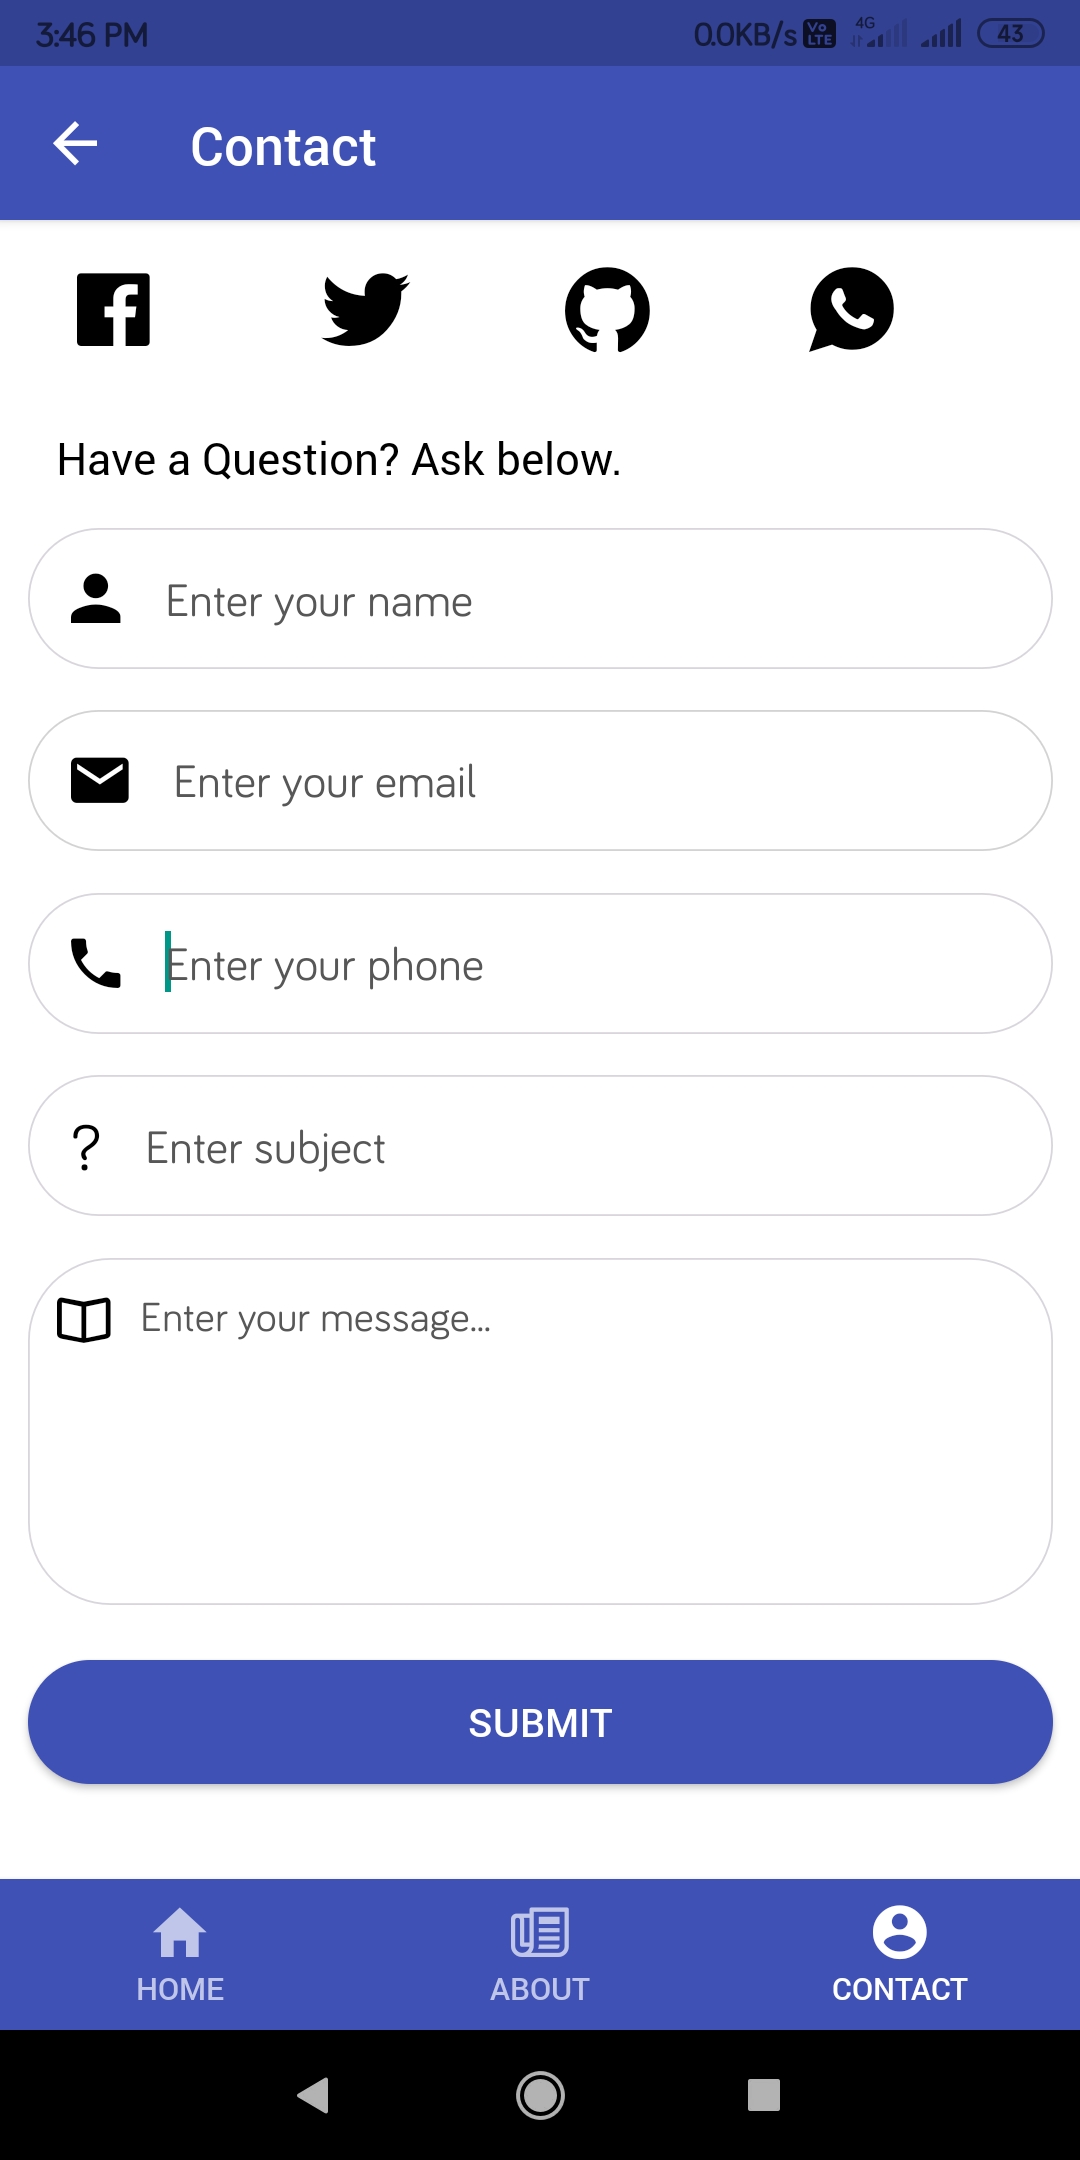 3:46 PM 0.0KB/s Vo LTE 4G 43
Contact
Have a Question? Ask below.
Enter your name
Enter your email
Enter your phone
Enter subject
Enter your message...
SUBMIT
HOME ABOUT CONTACT